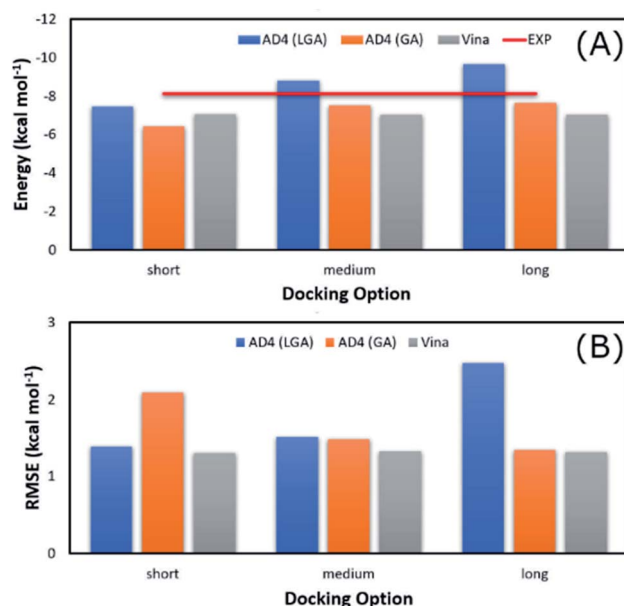 -12
AD4 (LGA) AD4 (GA) Vina EXP (A)
-10
-8
-6
-4
-2
0
Energy (kcal mol-1)
short medium long
Docking Option
3
AD4 (LGA) AD4 (GA) Vina (B)
2
1
0
RMSE (kcal mol-1)
short medium long
Docking Option